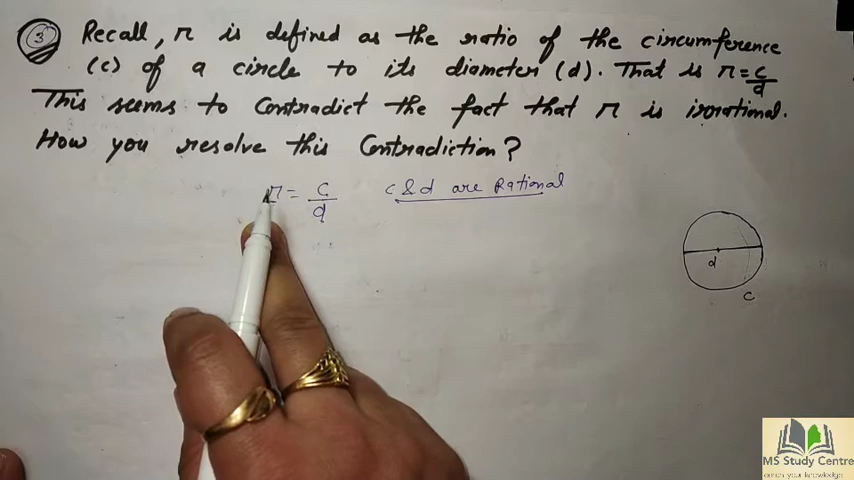 3 Recall, π is defined as the ratio of the circumference
(c) of a circle to its diameter (d). That is π = c/d
This seems to contradict the fact that π is irrational.
How you resolve this Contradiction?
π = c/d c & d are Rational
d
c
MS Study Centre